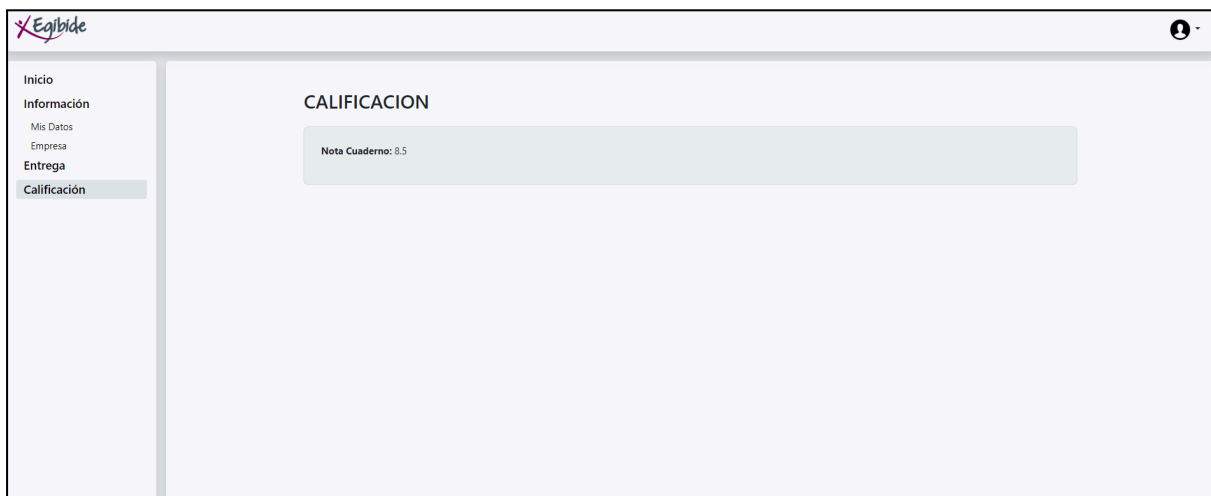 Egibide
Inicio
Información
Mis Datos
Empresa
Entrega
Calificación
CALIFICACION
Nota Cuaderno: 8.5